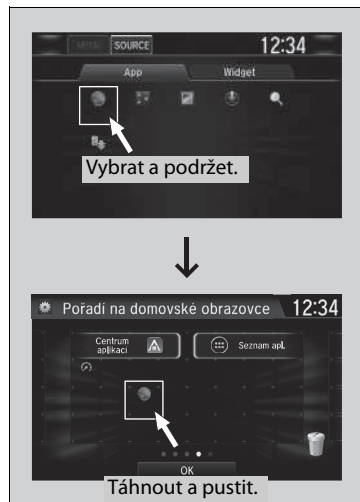 SOURCE
12:34
App
Widget
Vybrat a podržet.
Pořadí na domovské obrazovce
12:34
Centrum
aplikací
Seznam apl.
OK
Táhnout a pustit.